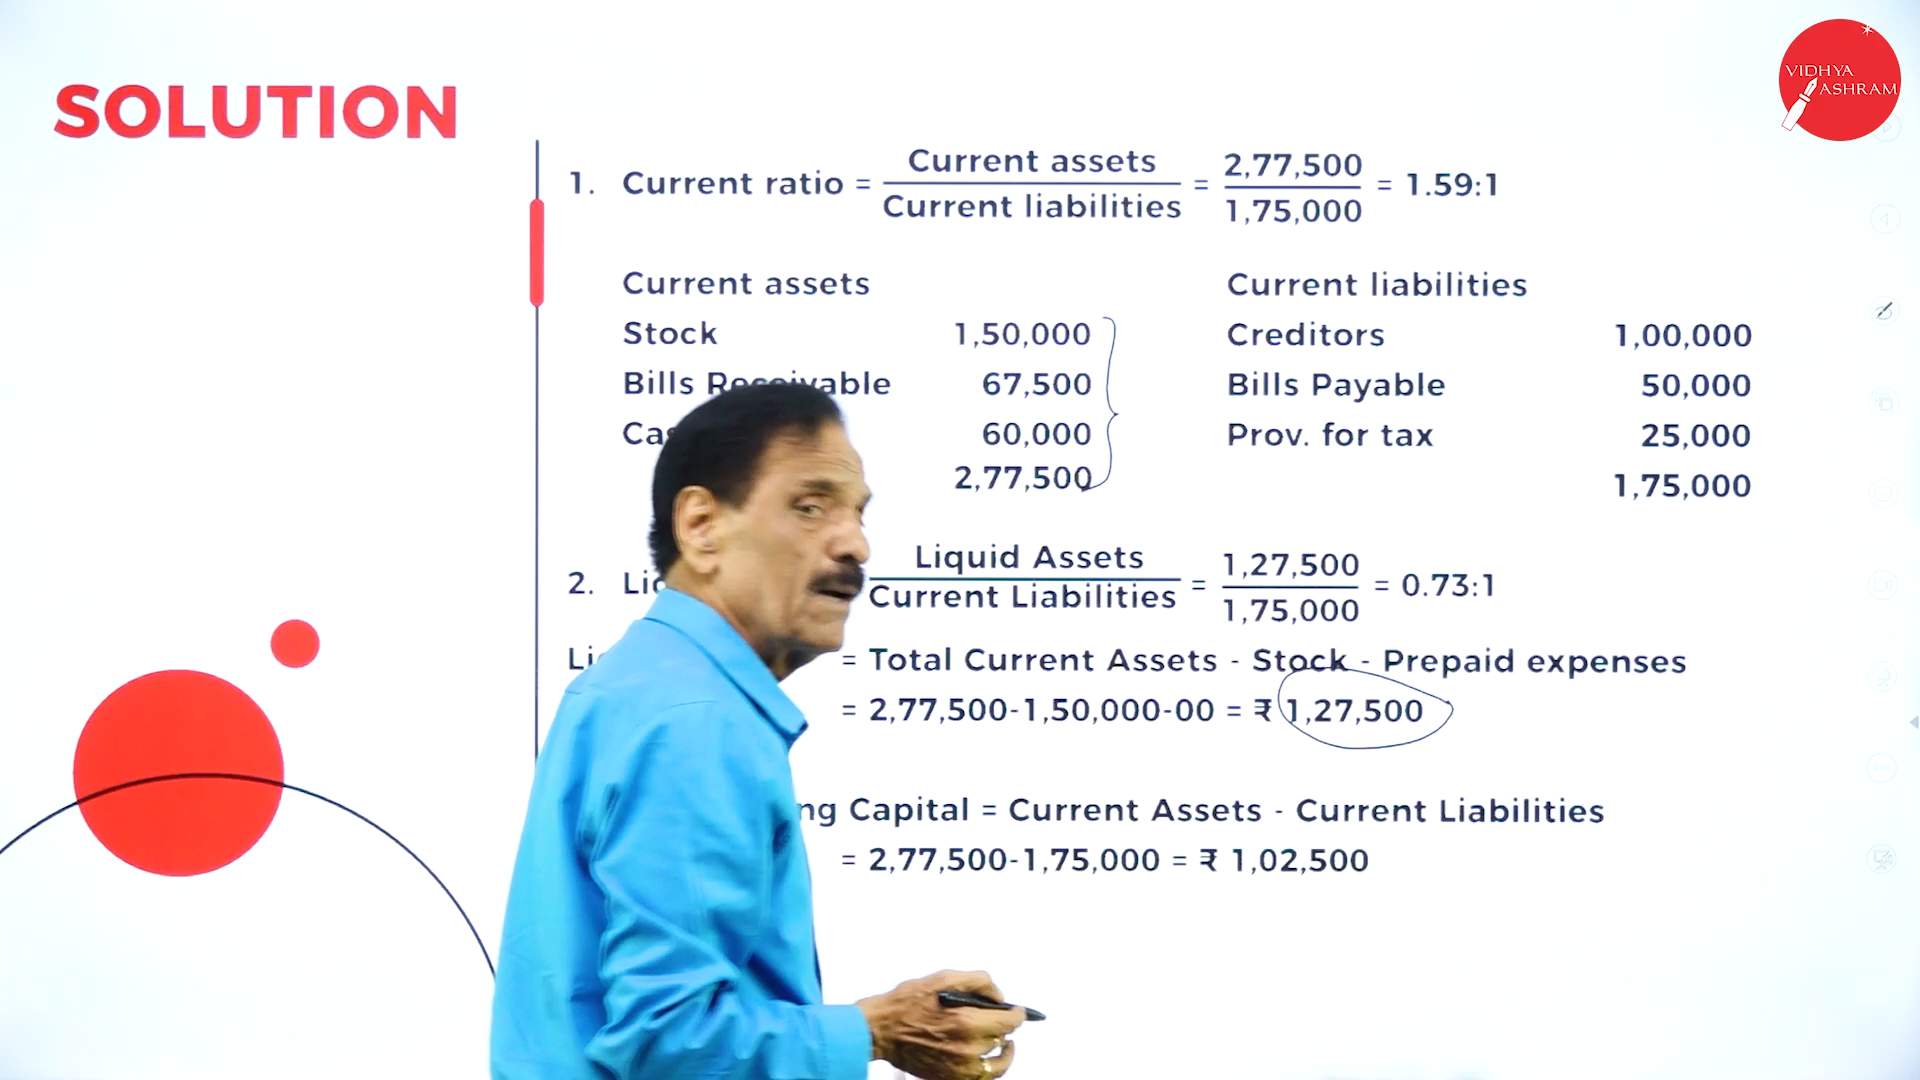 VIDHYA
ASHRAM
SOLUTION
1. Current ratio = Current assets / Current liabilities = 2,77,500 / 1,75,000 = 1.59:1
Current assets Current liabilities
Stock 1,50,000 Creditors 1,00,000
Bills Receivable 67,500 Bills Payable 50,000
60,000 Prov. for tax 25,000
2,77,500 1,75,000
2. Liquid Assets / Current Liabilities = 1,27,500 / 1,75,000 = 0.73:1
= Total Current Assets - Stock - Prepaid expenses
= 2,77,500-1,50,000-00 = ₹ 1,27,500
Capital = Current Assets - Current Liabilities
= 2,77,500-1,75,000 = ₹ 1,02,500